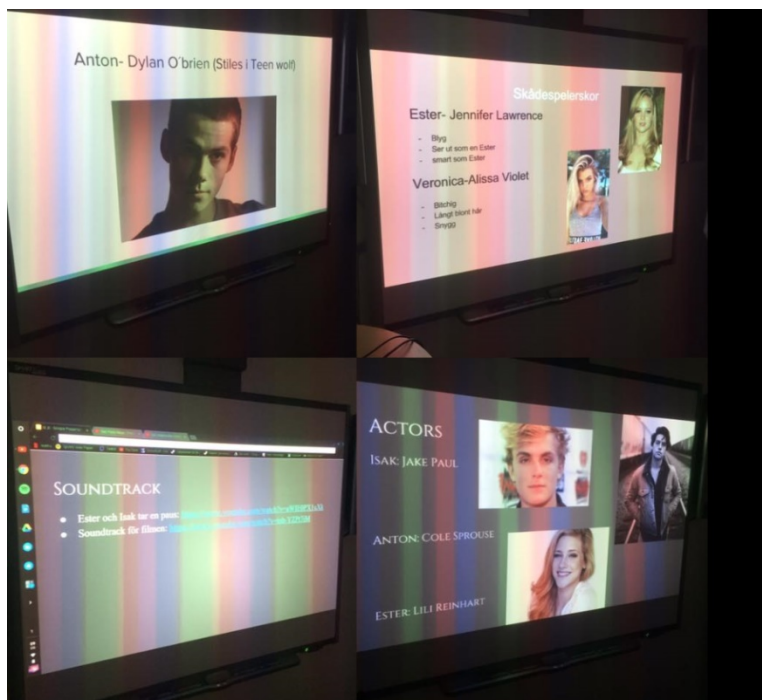 Anton- Dylan O´brien (Stiles i Teen wolf)
Skådespelerskor
Ester- Jennifer Lawrence
- Blyg
- Ser ut som en Ester
- smart som Ester
Veronica-Alissa Violet
- Bitchig
- Långt blont hår
- Snygg
SOUNDTRACK
● Ester och Isak tar en paus:
● Soundtrack för filmen:
ACTORS
ISAK: JAKE PAUL
ANTON: COLE SPROUSE
ESTER: LILI REINHART